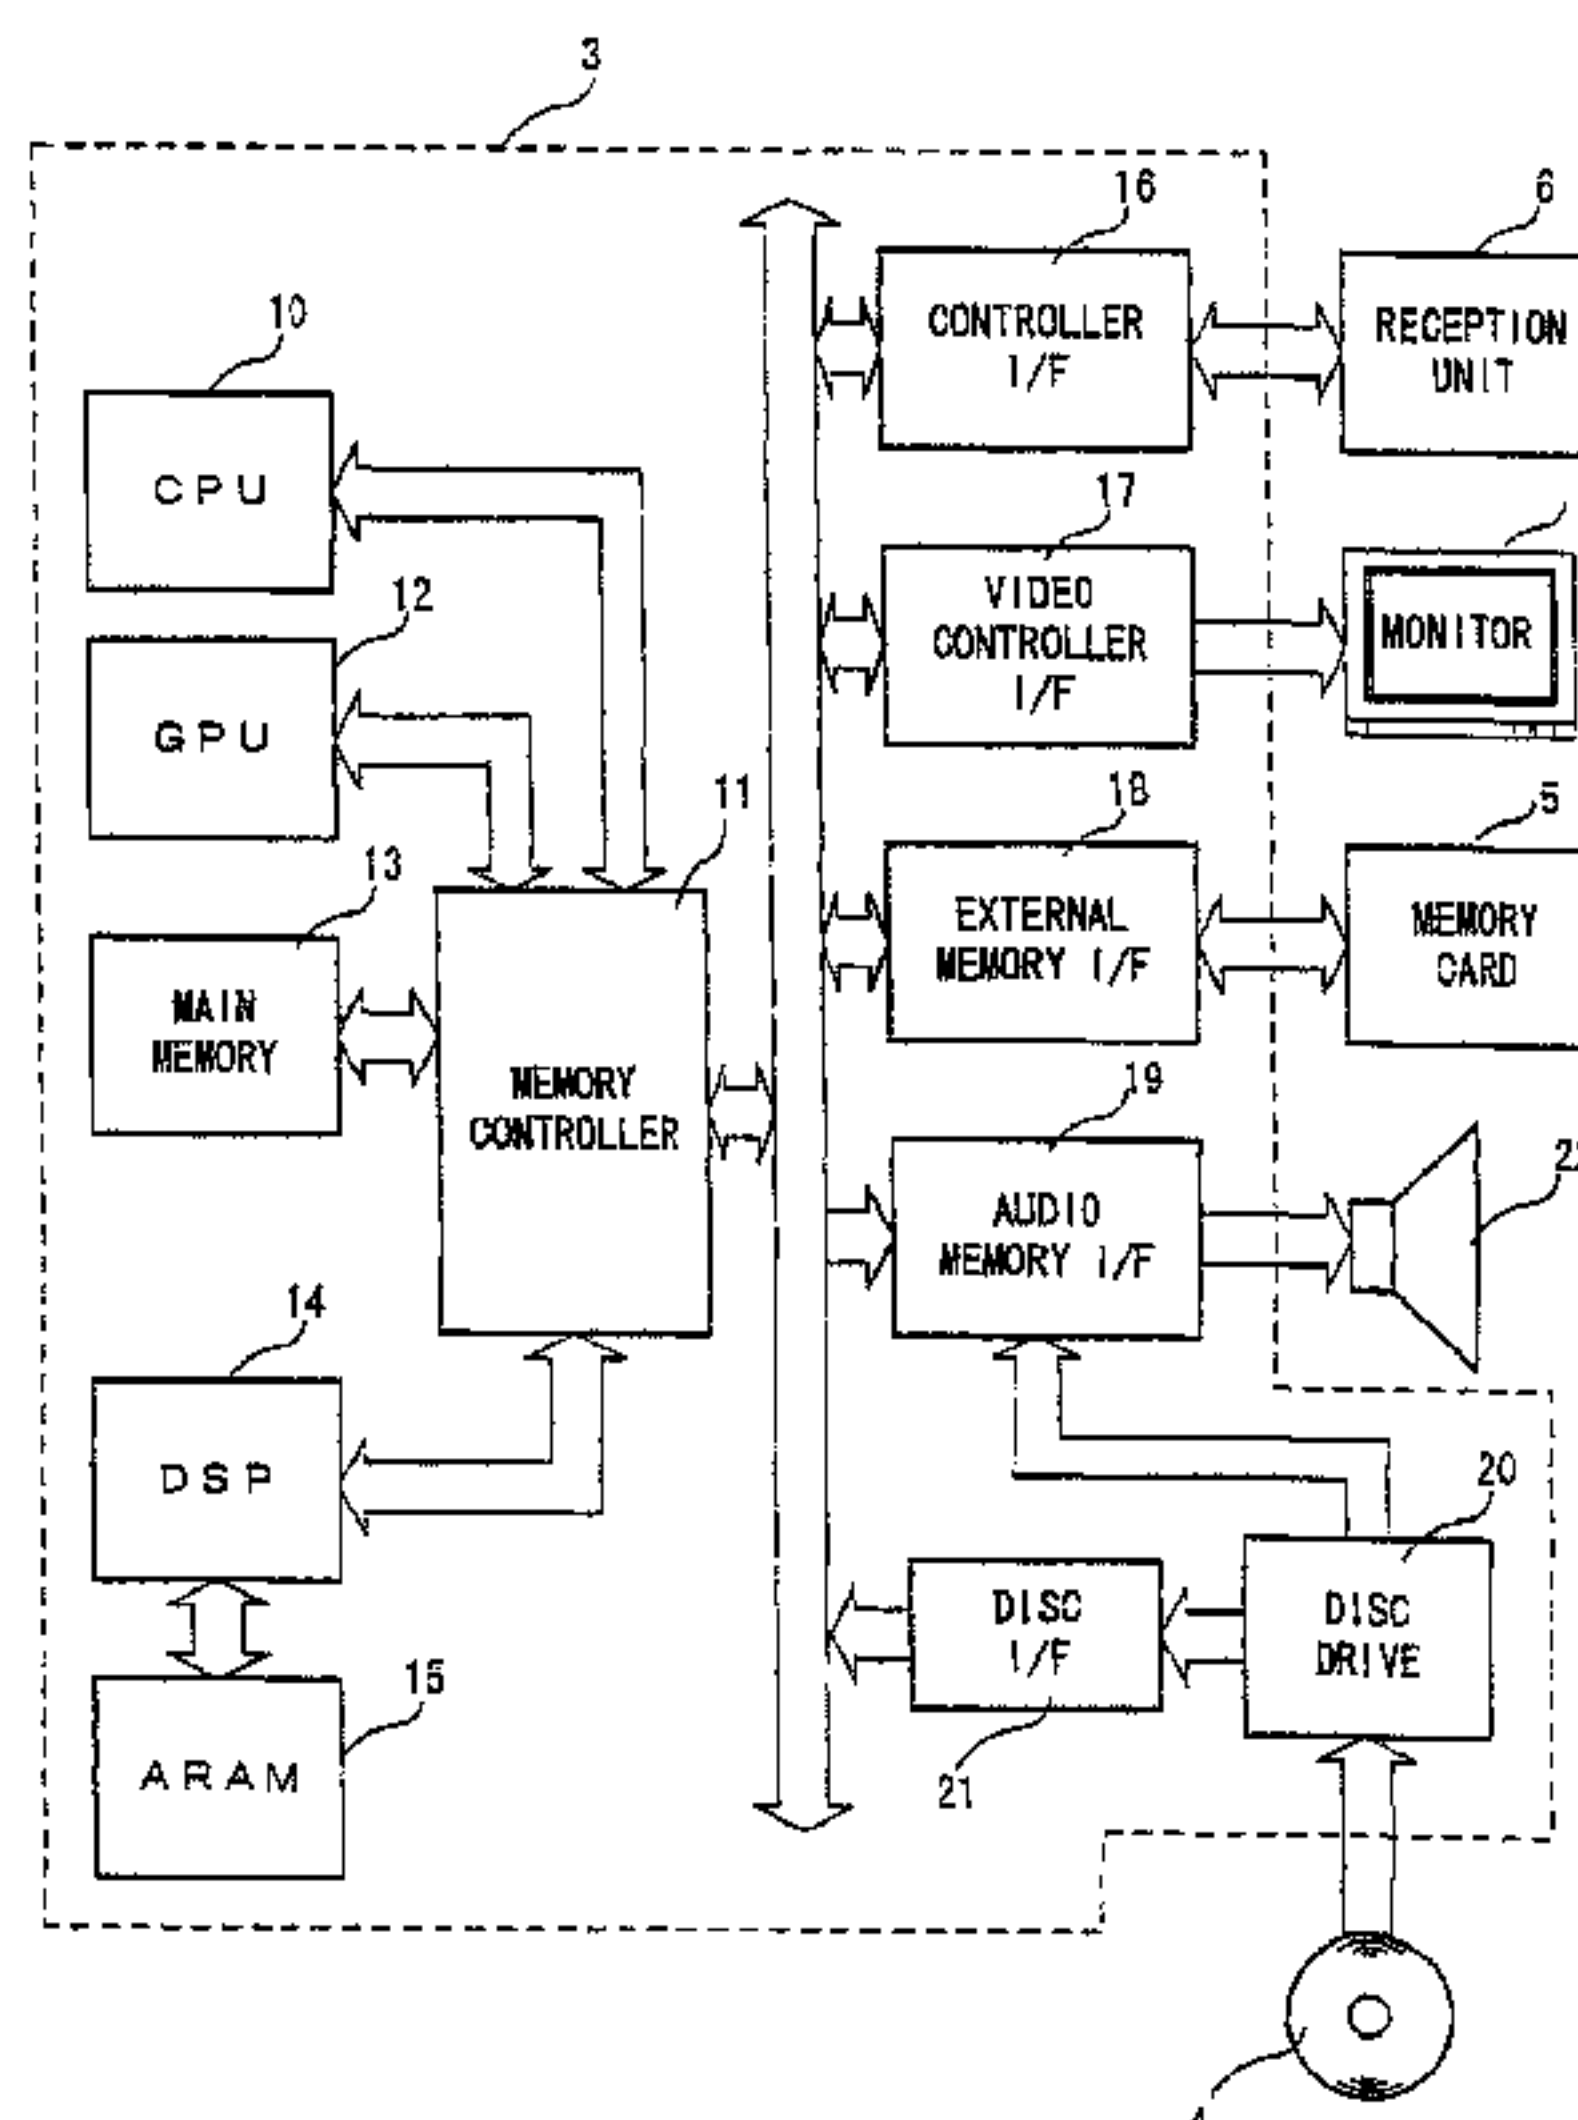 3
16
6
CONTROLLER
I/F
RECEPTION
UNIT
10
CPU
17
VIDEO
CONTROLLER
I/F
MONITOR
12
GPU
11
18
5
EXTERNAL
MEMORY I/F
MEMORY
CARD
13
MAIN
MEMORY
MEMORY
CONTROLLER
19
AUDIO
MEMORY I/F
14
DSP
20
DISC
I/F
DISC
DRIVE
15
ARAM
21